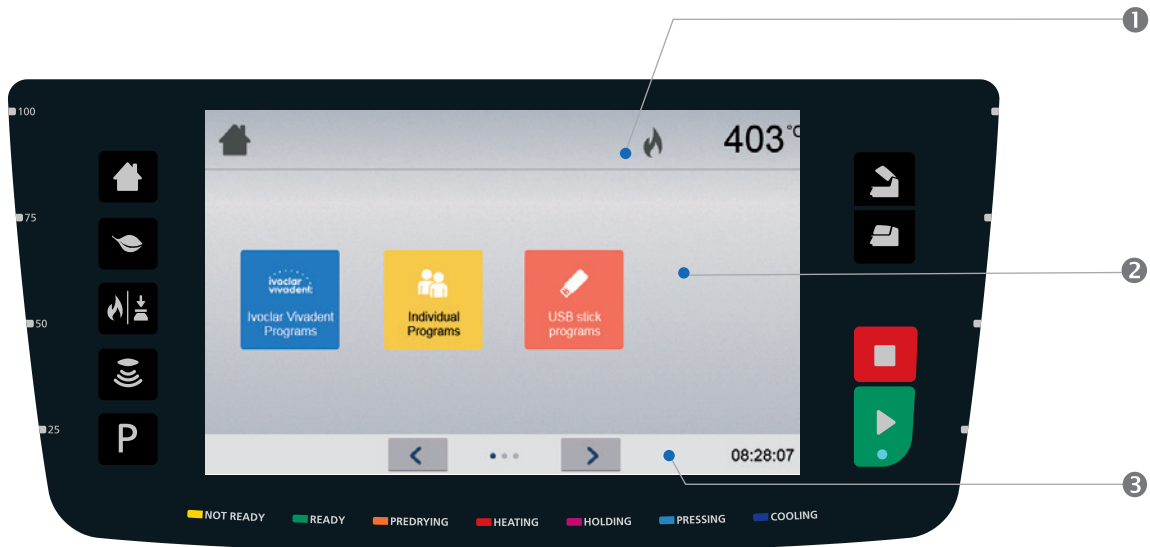 1
100
403 °C
75
2
ivoclar
vivadent:
Ivoclar Vivadent
Programs
Individual
Programs
USB stick
programs
50
25
P
08:28:07
3
NOT READY
READY
PREDRYING
HEATING
HOLDING
PRESSING
COOLING